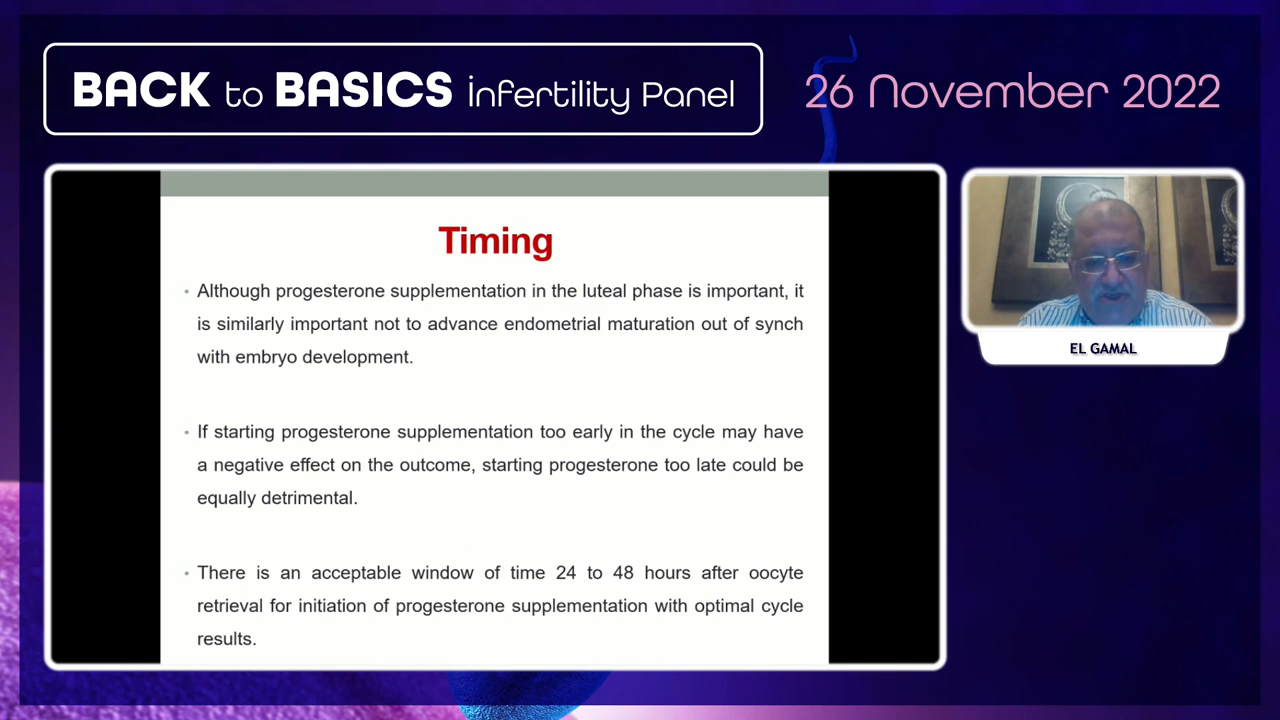 BACK to BASICS infertility Panel
26 November 2022
Timing
• Although progesterone supplementation in the luteal phase is important, it
is similarly important not to advance endometrial maturation out of synch
with embryo development.
• If starting progesterone supplementation too early in the cycle may have
a negative effect on the outcome, starting progesterone too late could be
equally detrimental.
• There is an acceptable window of time 24 to 48 hours after oocyte
retrieval for initiation of progesterone supplementation with optimal cycle
results.
EL GAMAL